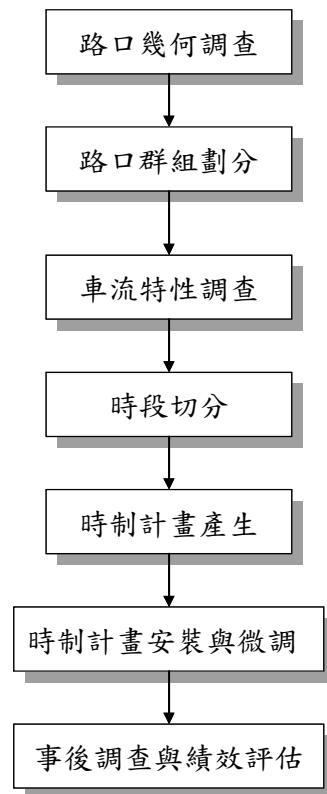 路口幾何調查
路口群組劃分
車流特性調查
時段切分
時制計畫產生
時制計畫安裝與微調
事後調查與績效評估